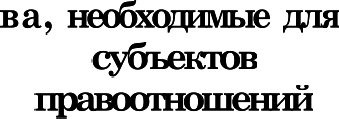 ва, необходимые для
субъектов
правоотношений